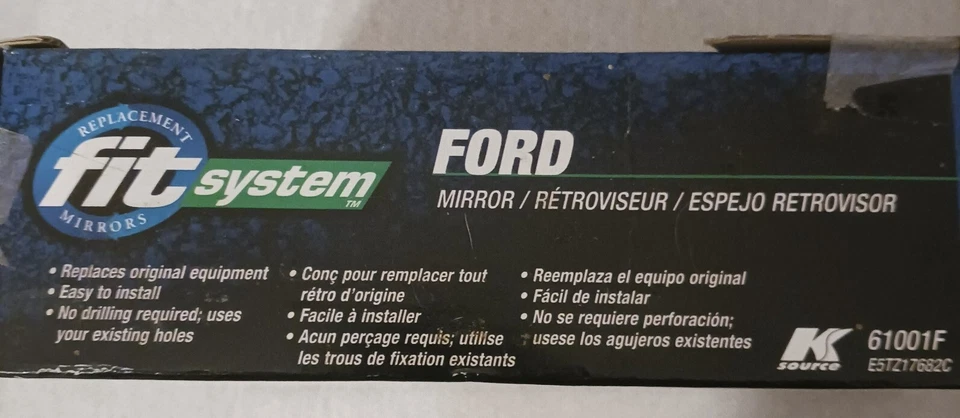 REPLACEMENT
fit system™
MIRRORS
FORD
MIRROR / RÉTROVISEUR / ESPEJO RETROVISOR
• Replaces original equipment
• Easy to install
• No drilling required; uses
your existing holes
• Conç pour remplacer tout
rétro d'origine
• Facile à installer
• Acun perçage requis; utilise
les trous de fixation existants
• Reemplaza el equipo original
• Fácil de instalar
• No se requiere perforación;
usese los agujeros existentes
K
source
61001F
E5TZ17682C